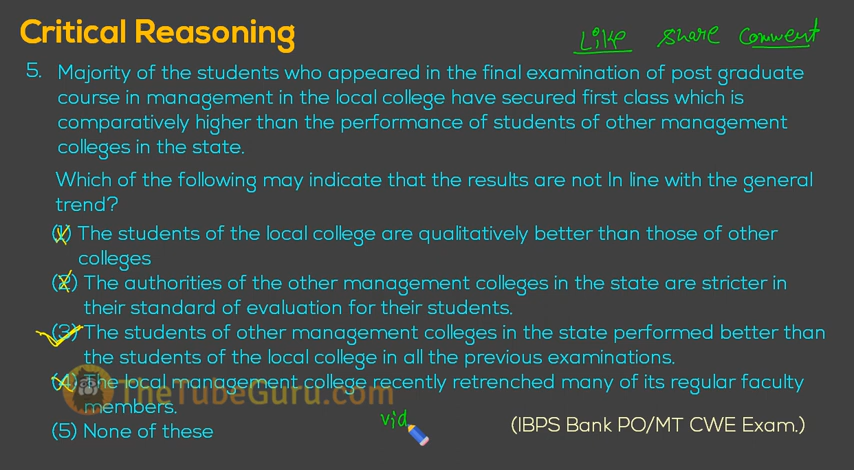 Critical Reasoning
Like Share Comment
5. Majority of the students who appeared in the final examination of post graduate
course in management in the local college have secured first class which is
comparatively higher than the performance of students of other management
colleges in the state.
Which of the following may indicate that the results are not In line with the general
trend?
(1) The students of the local college are qualitatively better than those of other
colleges
(2) The authorities of the other management colleges in the state are stricter in
their standard of evaluation for their students.
(3) The students of other management colleges in the state performed better than
the students of the local college in all the previous examinations.
(4) The local management college recently retrenched many of its regular faculty
TheTubeGuru.com
members.
vid
(5) None of these
(IBPS Bank PO/MT CWE Exam.)